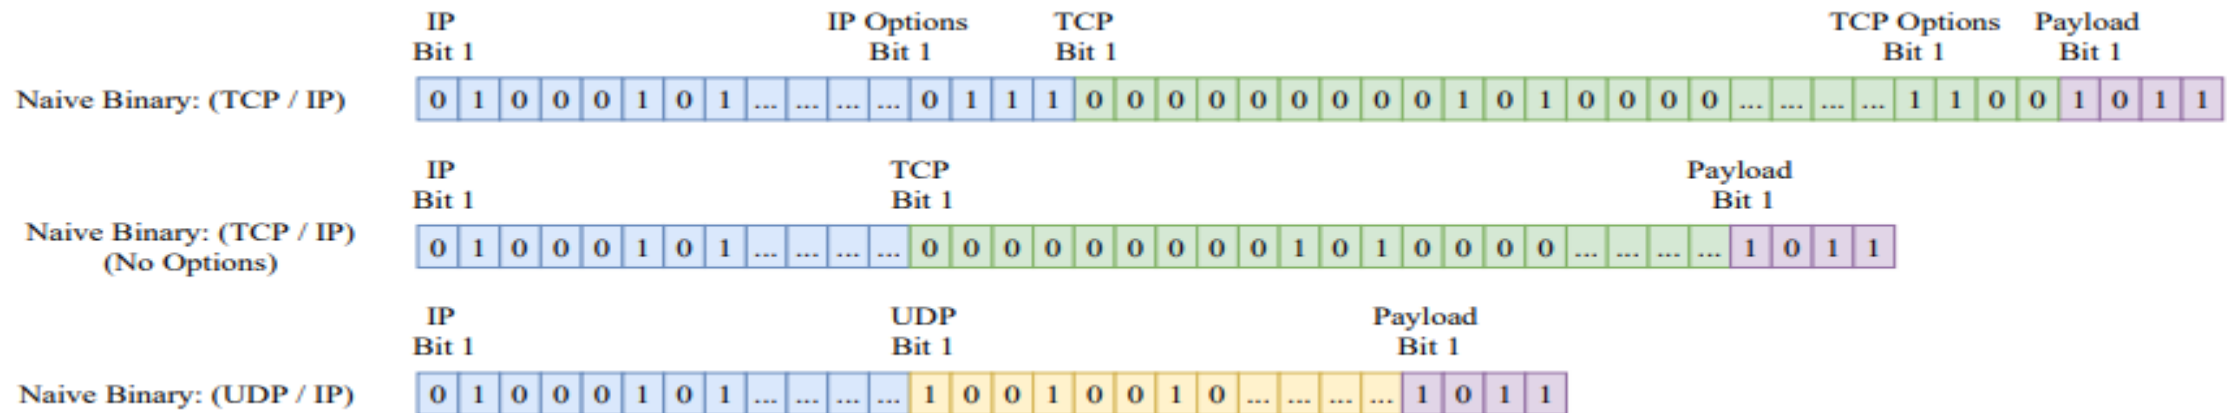 IP IP Options TCP TCP Options Payload
Bit 1 Bit 1 Bit 1 Bit 1 Bit 1
Naive Binary: (TCP / IP) 0 1 0 0 0 1 0 1 ... ... ... ... 0 1 1 1 0 0 0 0 0 0 0 0 0 1 0 1 0 0 0 0 ... ... ... ... 1 1 0 0 1 0 1 1
IP TCP Payload
Bit 1 Bit 1 Bit 1
Naive Binary: (TCP / IP) 0 1 0 0 0 1 0 1 ... ... ... ... 0 0 0 0 0 0 0 0 0 1 0 1 0 0 0 0 ... ... ... ... 1 0 1 1
(No Options)
IP UDP Payload
Bit 1 Bit 1 Bit 1
Naive Binary: (UDP / IP) 0 1 0 0 0 1 0 1 ... ... ... ... 1 0 0 1 0 0 1 0 ... ... ... ... 1 0 1 1